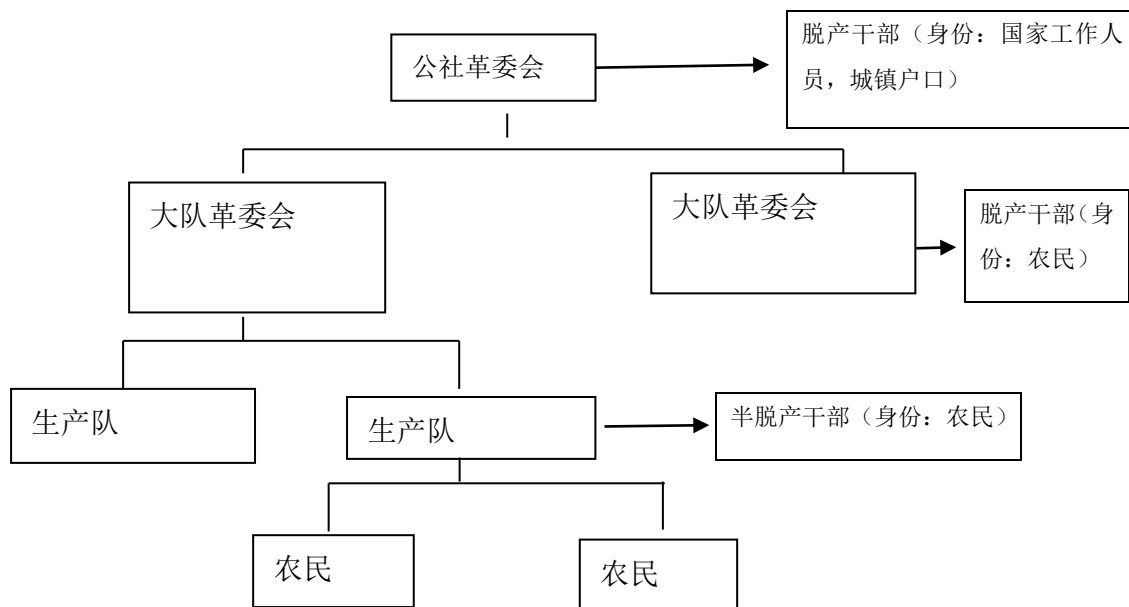 公社革委会
脱产干部（身份：国家工作人
员，城镇户口）
大队革委会
大队革委会
脱产干部（身
份：农民）
生产队
生产队
半脱产干部（身份：农民）
农民
农民